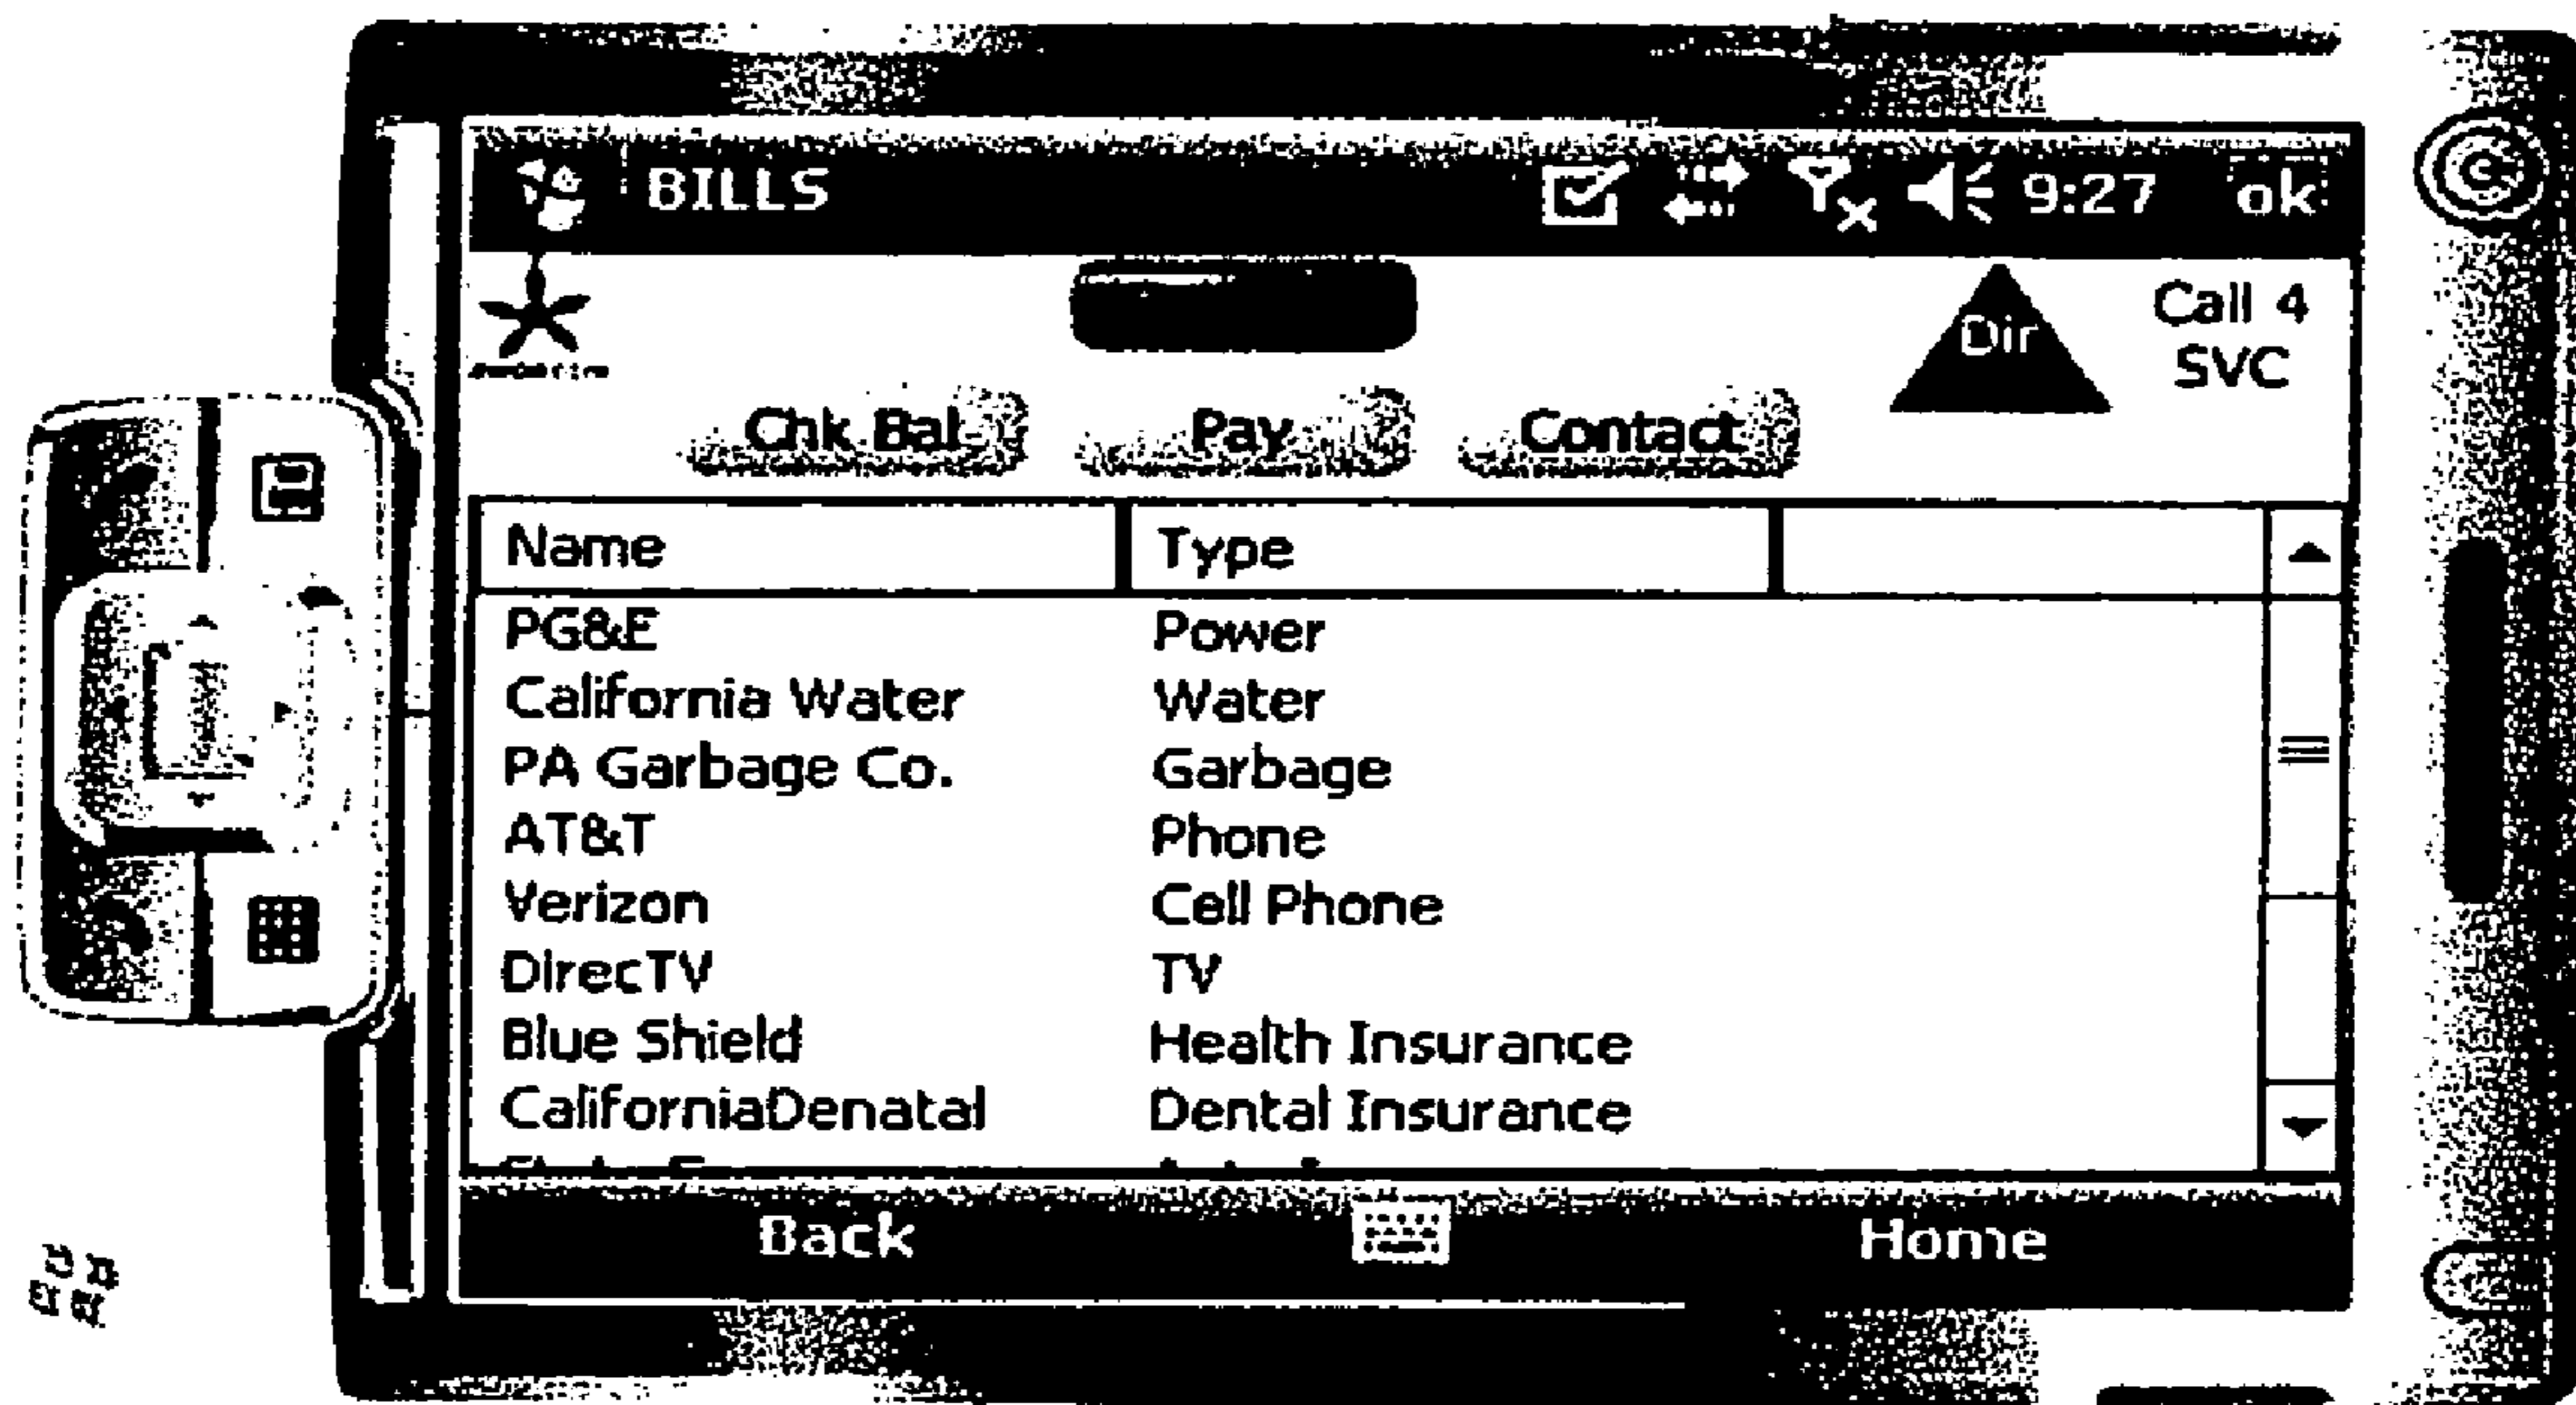 BILLS 9:27 ok
Dir Call 4
SVC
Chk Bal Pay Contact
Name Type
PG&E Power
California Water Water
PA Garbage Co. Garbage
AT&T Phone
Verizon Cell Phone
DirecTV TV
Blue Shield Health Insurance
CaliforniaDenatal Dental Insurance
Back Home